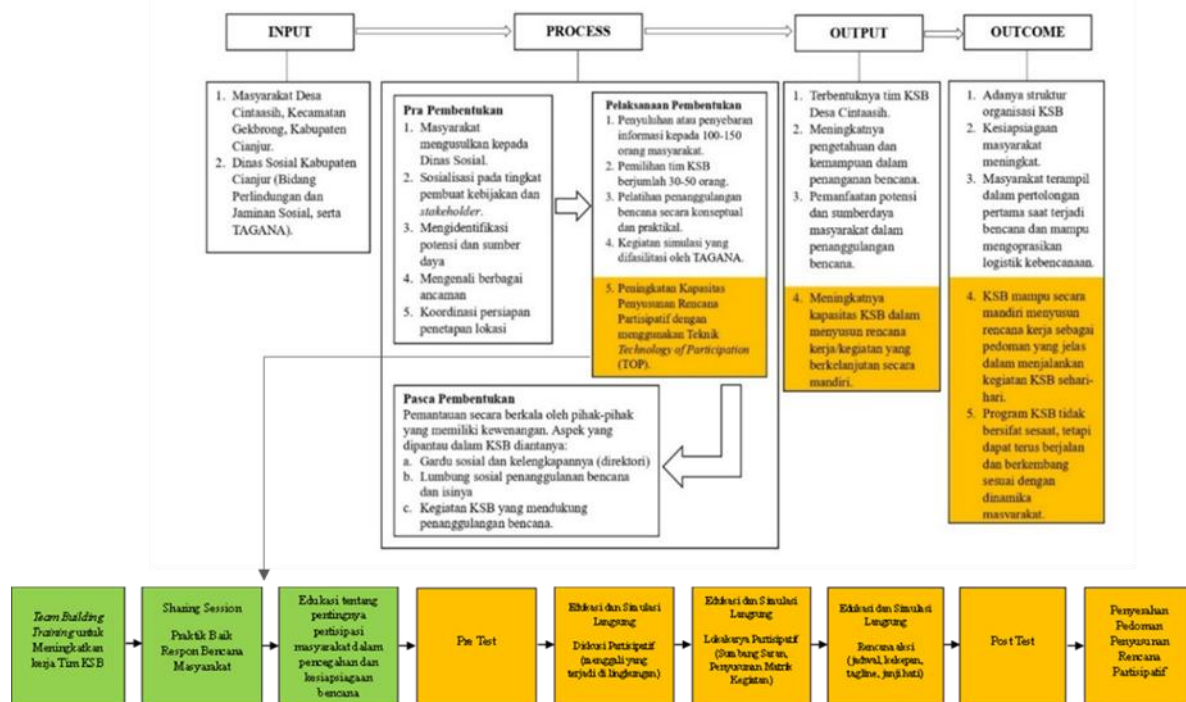 INPUT
PROCESS
OUTPUT
OUTCOME
1. Masyarakat Desa
Cintaasih, Kecamatan
Gekbrong, Kabupaten
Cianjur.
2. Dinas Sosial Kabupaten
Cianjur (Bidang
Perlindungan dan
Jaminan Sosial, serta
TAGANA).
Pra Pembentukan
1. Masyarakat
mengusulkan kepada
Dinas Sosial.
2. Sosialisasi pada tingkat
pembuat kebijakan dan
stakeholder.
3. Mengidentifikasi
potensi dan sumber
daya
4. Mengenali berbagai
ancaman
5. Koordinasi persiapan
penetapan lokasi
Pelaksanaan Pembentukan
1. Penyuluhan atau penyebaran
informasi kepada 100-150
orang masyarakat.
2. Pemilihan tim KSB
berjumlah 30-50 orang.
3. Pelatihan penanggulangan
bencana secara konseptual
dan praktikal.
4. Kegiatan simulasi yang
difasilitasi oleh TAGANA.
5. Peningkatan Kapasitas
Penyusunan Rencana
Partisipatif dengan
menggunakan Teknik
Technology of Participation
(TOP).
Pasca Pembentukan
Pemantauan secara berkala oleh pihak-pihak
yang memiliki kewenangan. Aspek yang
dipantau dalam KSB diantanya:
a. Gardu sosial dan kelengkapannya (direktori)
b. Lumbung sosial penanggulanan bencana
dan isinya
c. Kegiatan KSB yang mendukung
penanggulangan bencana.
1. Terbentuknya tim KSB
Desa Cintaasih.
2. Meningkatnya
pengetahuan dan
kemampuan dalam
penanganan bencana.
3. Pemanfaatan potensi
dan sumberdaya
masyarakat dalam
penanggulangan
bencana.
4. Meningkatnya
kapasitas KSB dalam
menyusun rencana
kerja/kegiatan yang
berkelanjutan secara
mandiri.
1. Adanya struktur
organisasi KSB
2. Kesiapsiagaan
masyarakat
meningkat.
3. Masyarakat terampil
dalam pertolongan
pertama saat terjadi
bencana dan mampu
mengoprasikan
logistik kebencanaan.
4. KSB mampu secara
mandiri menyusun
rencana kerja sebagai
pedoman yang jelas
dalam menjalankan
kegiatan KSB sehari-
hari.
5. Program KSB tidak
bersifat sesaat, tetapi
dapat terus berjalan
dan berkembang
sesuai dengan
dinamika
masyarakat.
Team Building
Training untuk
Meningkatkan
kerja Tim KSB
Sharing Session
Praktik Baik
Respon Bencana
Masyarakat
Edukasi tentang
pentingnya
pertisipasi
masyarakat dalam
pencegahan dan
kesiapsiagaan
bencana
Pre Test
Edukasi dan Simulasi
Langsung
Diskusi Partisipatif
(menggali yang
terjadi di lingkungan)
Edukasi dan Simulasi
Langsung
Lokakarya Partisipatif
(Sumbang Saran,
Penyusunan Matrik
Kegiatan)
Edukasi dan Simulasi
Langsung
Rencana aksi
(jadwal,
tagline, janji hati)
Post Test
Penyerahan
Pedoman
Penyusunan
Rencana
Partisipatif